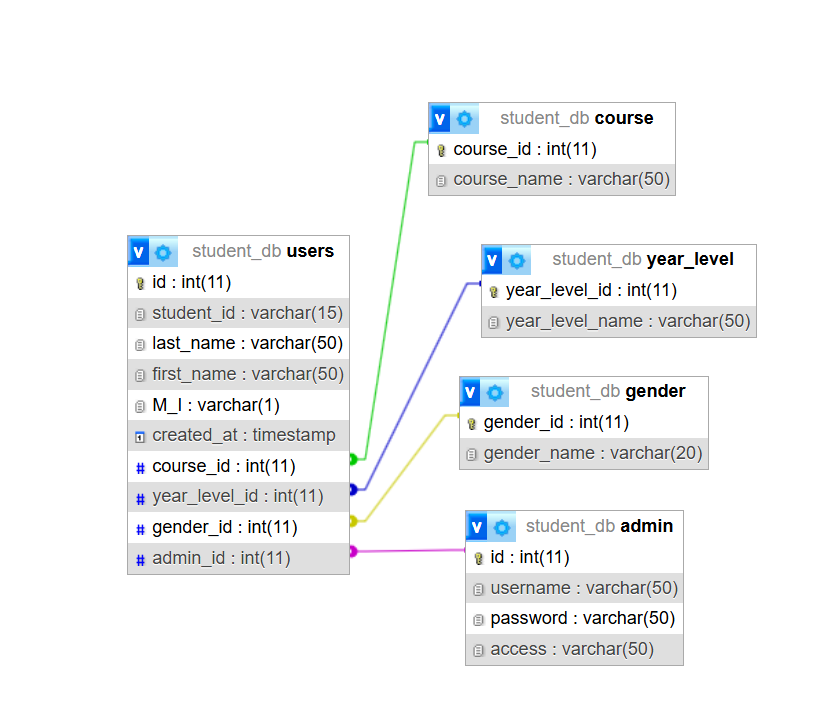 v student_db course
course_id : int(11)
course_name : varchar(50)
v student_db users
id : int(11)
student_id : varchar(15)
last_name : varchar(50)
first_name : varchar(50)
M_I : varchar(1)
created_at : timestamp
# course_id : int(11)
# year_level_id : int(11)
# gender_id : int(11)
# admin_id : int(11)
v student_db year_level
year_level_id : int(11)
year_level_name : varchar(50)
v student_db gender
gender_id : int(11)
gender_name : varchar(20)
v student_db admin
id : int(11)
username : varchar(50)
password : varchar(50)
access : varchar(50)